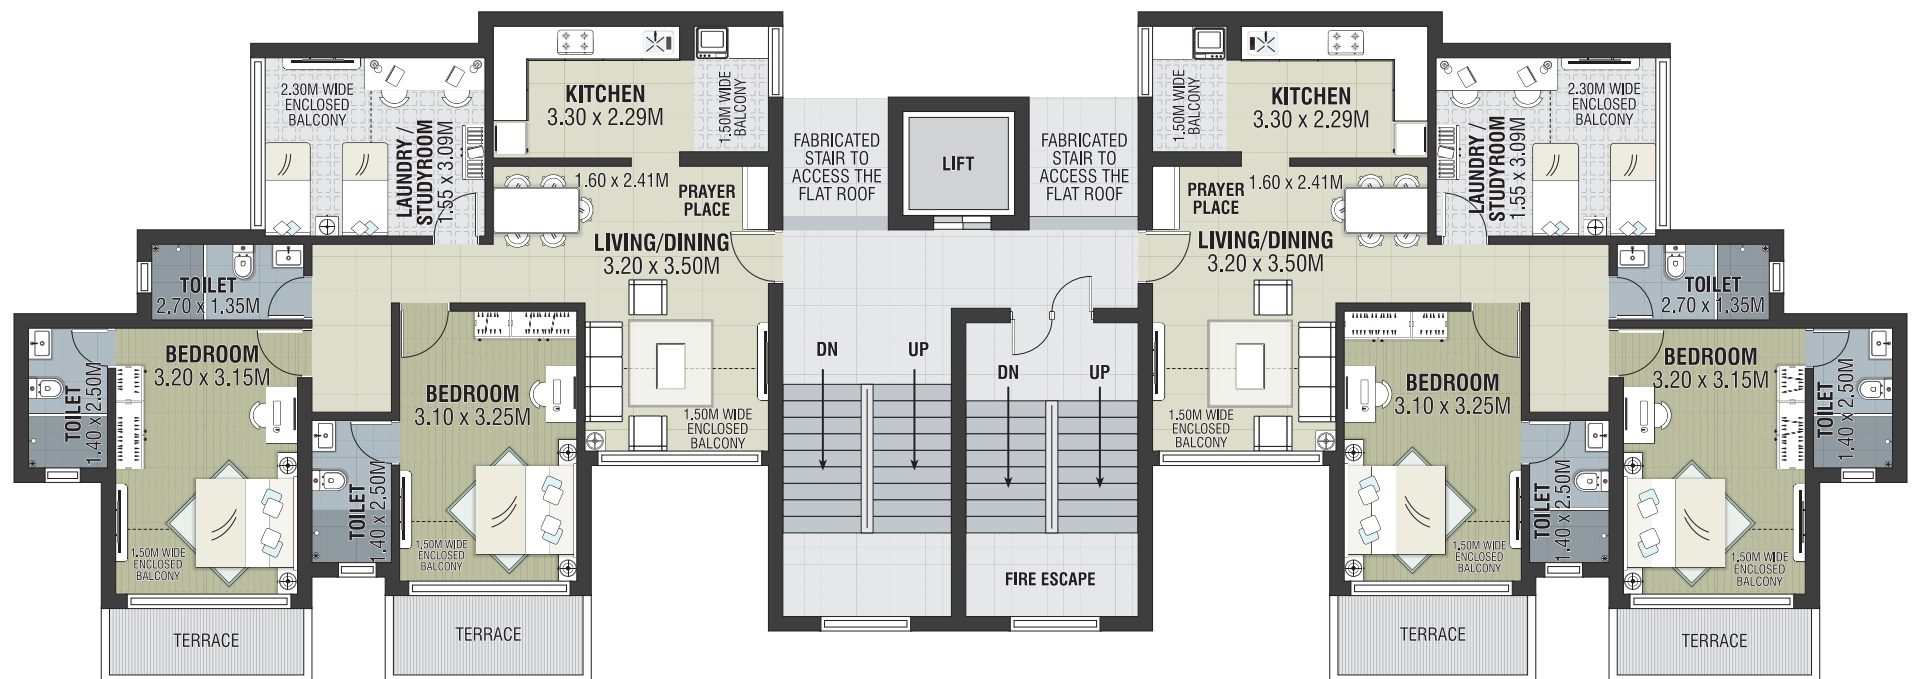 2.30M WIDE
ENCLOSED
BALCONY
LAUNDRY /
STUDYROOM
1.55 x 3.09M
KITCHEN
3.30 x 2.29M
1.50M WIDE
BALCONY
1.60 x 2.41M
PRAYER
PLACE
LIVING/DINING
3.20 x 3.50M
TOILET
2.70 x 1.35M
TOILET
1.40 x 2.50M
BEDROOM
3.20 x 3.15M
1.50M WIDE
ENCLOSED
BALCONY
TOILET
1.40 x 2.50M
BEDROOM
3.10 x 3.25M
1.50M WIDE
ENCLOSED
BALCONY
1.50M WIDE
ENCLOSED
BALCONY
TERRACE
TERRACE
FABRICATED
STAIR TO
ACCESS THE
FLAT ROOF
LIFT
FABRICATED
STAIR TO
ACCESS THE
FLAT ROOF
DN
UP
DN
UP
FIRE ESCAPE
1.50M WIDE
BALCONY
KITCHEN
3.30 x 2.29M
PRAYER
PLACE
1.60 x 2.41M
LIVING/DINING
3.20 x 3.50M
LAUNDRY /
STUDYROOM
1.55 x 3.09M
2.30M WIDE
ENCLOSED
BALCONY
TOILET
2.70 x 1.35M
1.50M WIDE
ENCLOSED
BALCONY
BEDROOM
3.10 x 3.25M
1.50M WIDE
ENCLOSED
BALCONY
TOILET
1.40 x 2.50M
BEDROOM
3.20 x 3.15M
1.50M WIDE
ENCLOSED
BALCONY
TOILET
1.40 x 2.50M
TERRACE
TERRACE